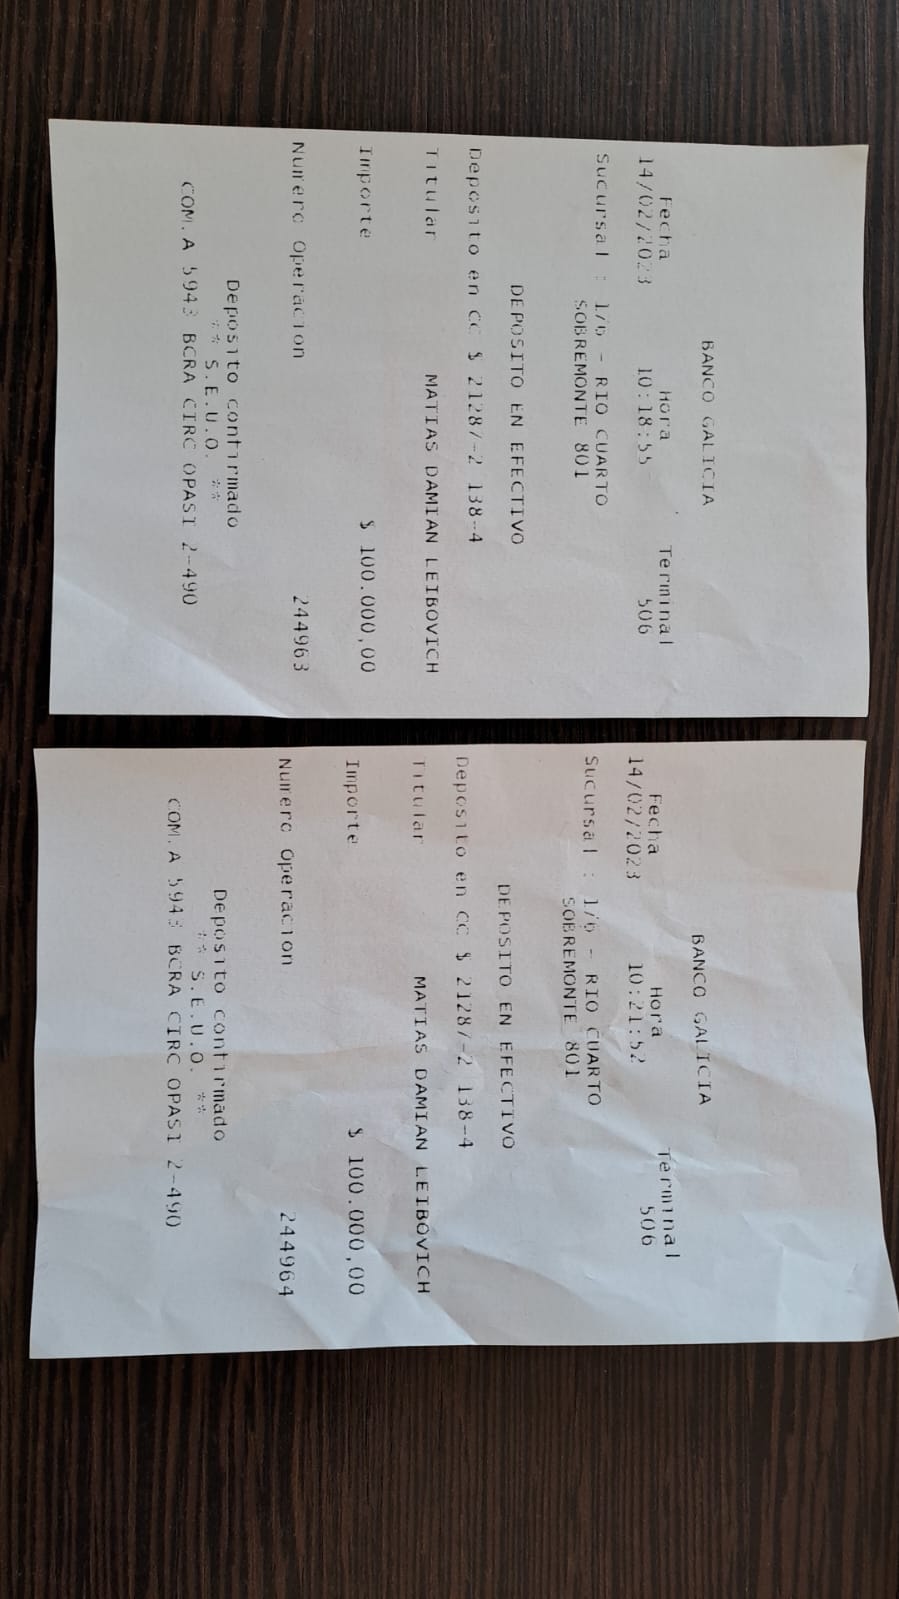 BANCO GALICIA
Fecha Hora Terminal
14/02/2023 10:18:55 506
Sucursal : 176 - RIO CUARTO
SOBREMONTE 801
DEPOSITO EN EFECTIVO
Deposito en CC $ 21287-2 138-4
Titular MATIAS DAMIAN LEIBOVICH
Importe $ 100.000,00
Numero Operacion 244963
Deposito confirmado
** S.E.U.O. **
COM.A 5943 BCRA CIRC OPASI 2-490
BANCO GALICIA
Fecha Hora Terminal
14/02/2023 10:21:52 506
Sucursal : 176 - RIO CUARTO
SOBREMONTE 801
DEPOSITO EN EFECTIVO
Deposito en CC $ 21287-2 138-4
Titular MATIAS DAMIAN LEIBOVICH
Importe $ 100.000,00
Numero Operacion 244964
Deposito confirmado
** S.E.U.O. **
COM.A 5943 BCRA CIRC OPASI 2-490